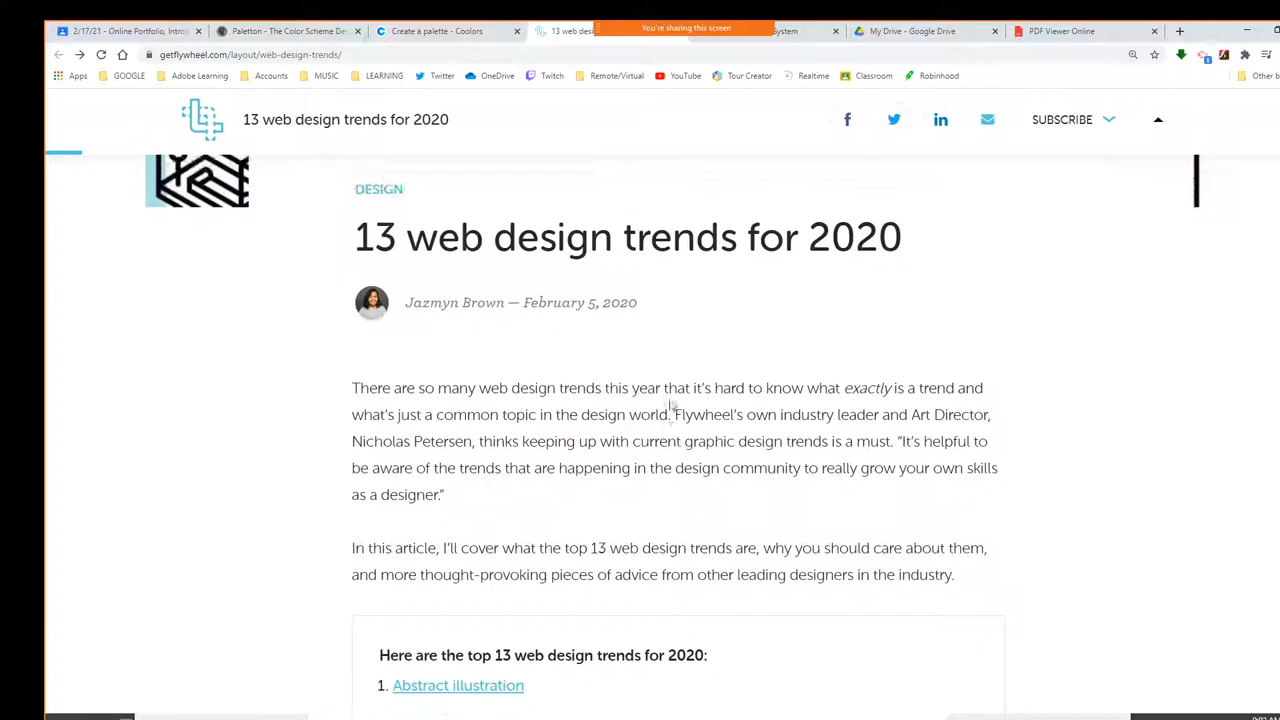 2/17/21 - Online Portfolio, Intro
Paletton - The Color Scheme De
Create a palette - Coolors
13 web desi
You're sharing this screen
System
My Drive - Google Drive
PDF Viewer Online
getflywheel.com/layout/web-design-trends/
Apps
GOOGLE
Adobe Learning
Accounts
MUSIC
LEARNING
Twitter
OneDrive
Twitch
Remote/Virtual
YouTube
Tour Creator
Realtime
Classroom
Robinhood
Other b
13 web design trends for 2020
SUBSCRIBE
DESIGN
13 web design trends for 2020
Jazmyn Brown — February 5, 2020
There are so many web design trends this year that it's hard to know what exactly is a trend and
what's just a common topic in the design world. Flywheel's own industry leader and Art Director,
Nicholas Petersen, thinks keeping up with current graphic design trends is a must. “It's helpful to
be aware of the trends that are happening in the design community to really grow your own skills
as a designer.”
In this article, I'll cover what the top 13 web design trends are, why you should care about them,
and more thought-provoking pieces of advice from other leading designers in the industry.
Here are the top 13 web design trends for 2020:
1. Abstract illustration